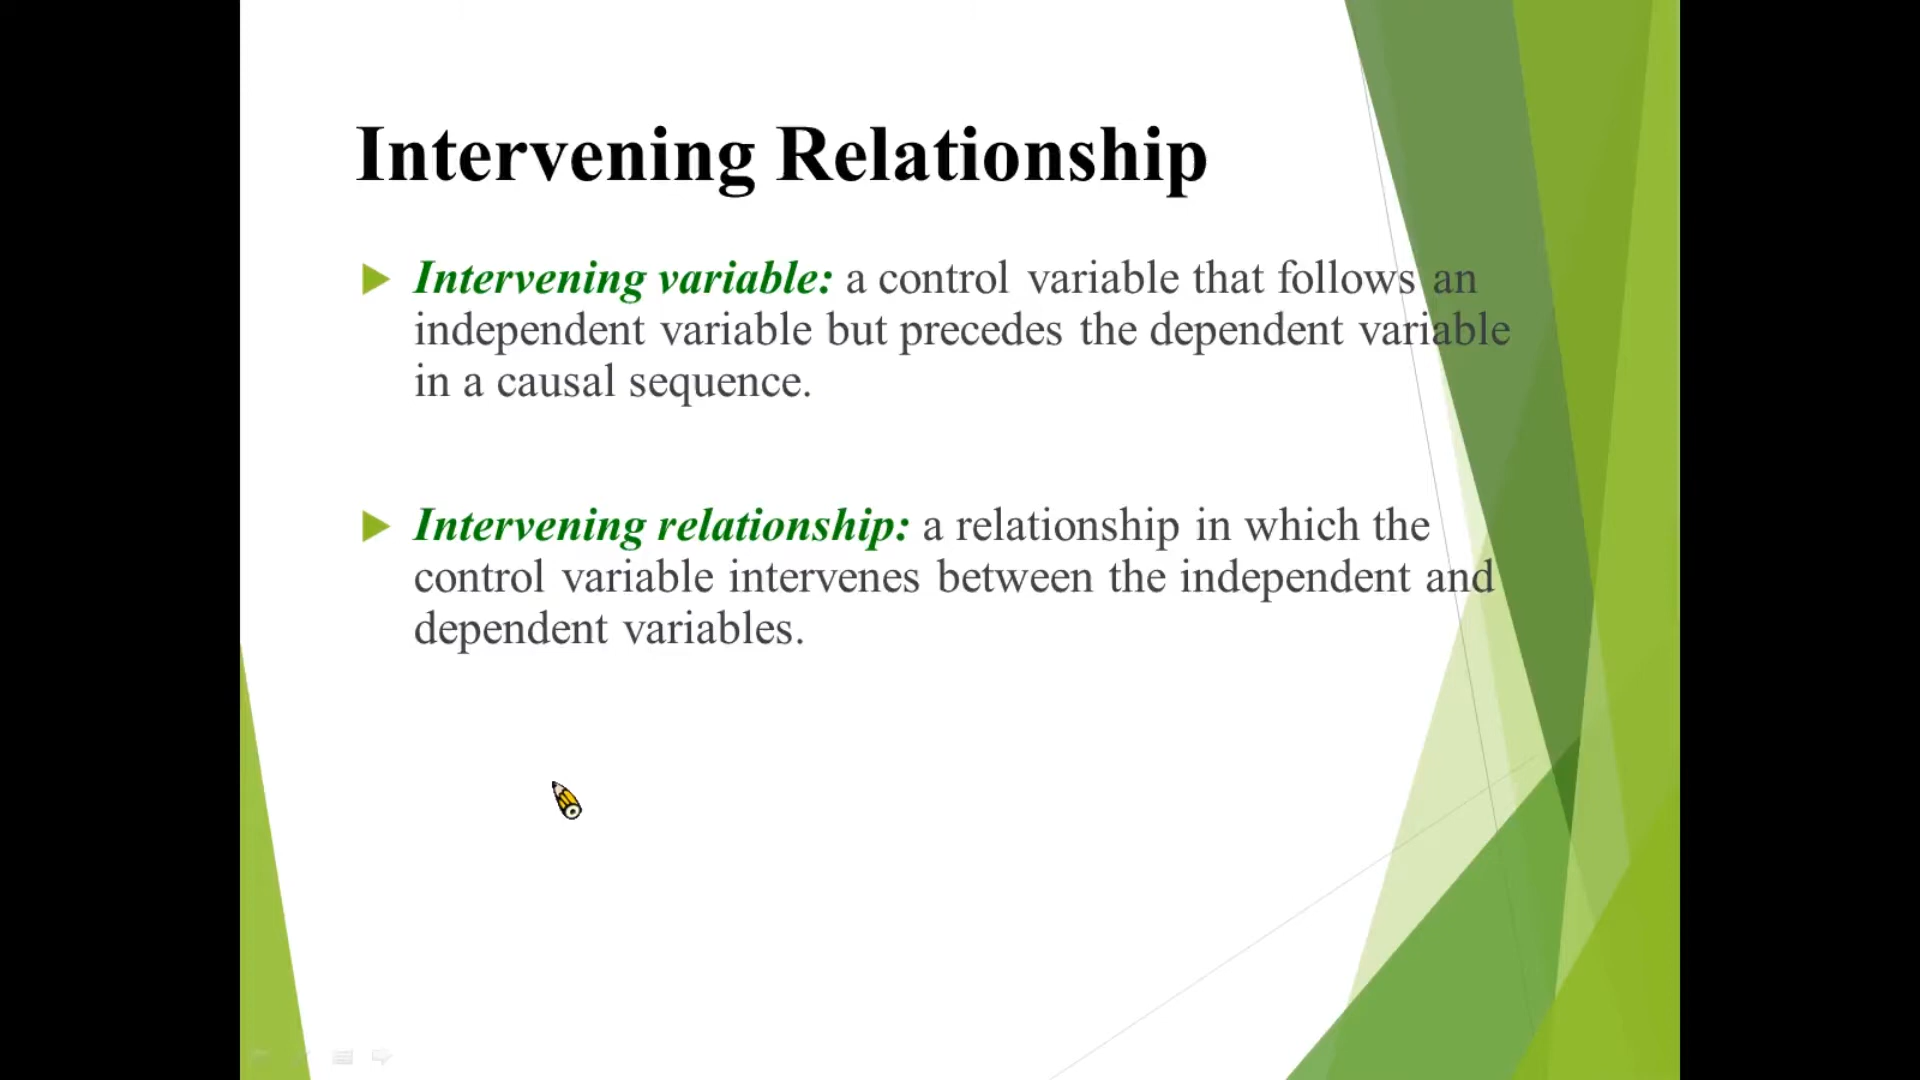 Intervening Relationship
Intervening variable: a control variable that follows an
independent variable but precedes the dependent variable
in a causal sequence.
Intervening relationship: a relationship in which the
control variable intervenes between the independent and
dependent variables.